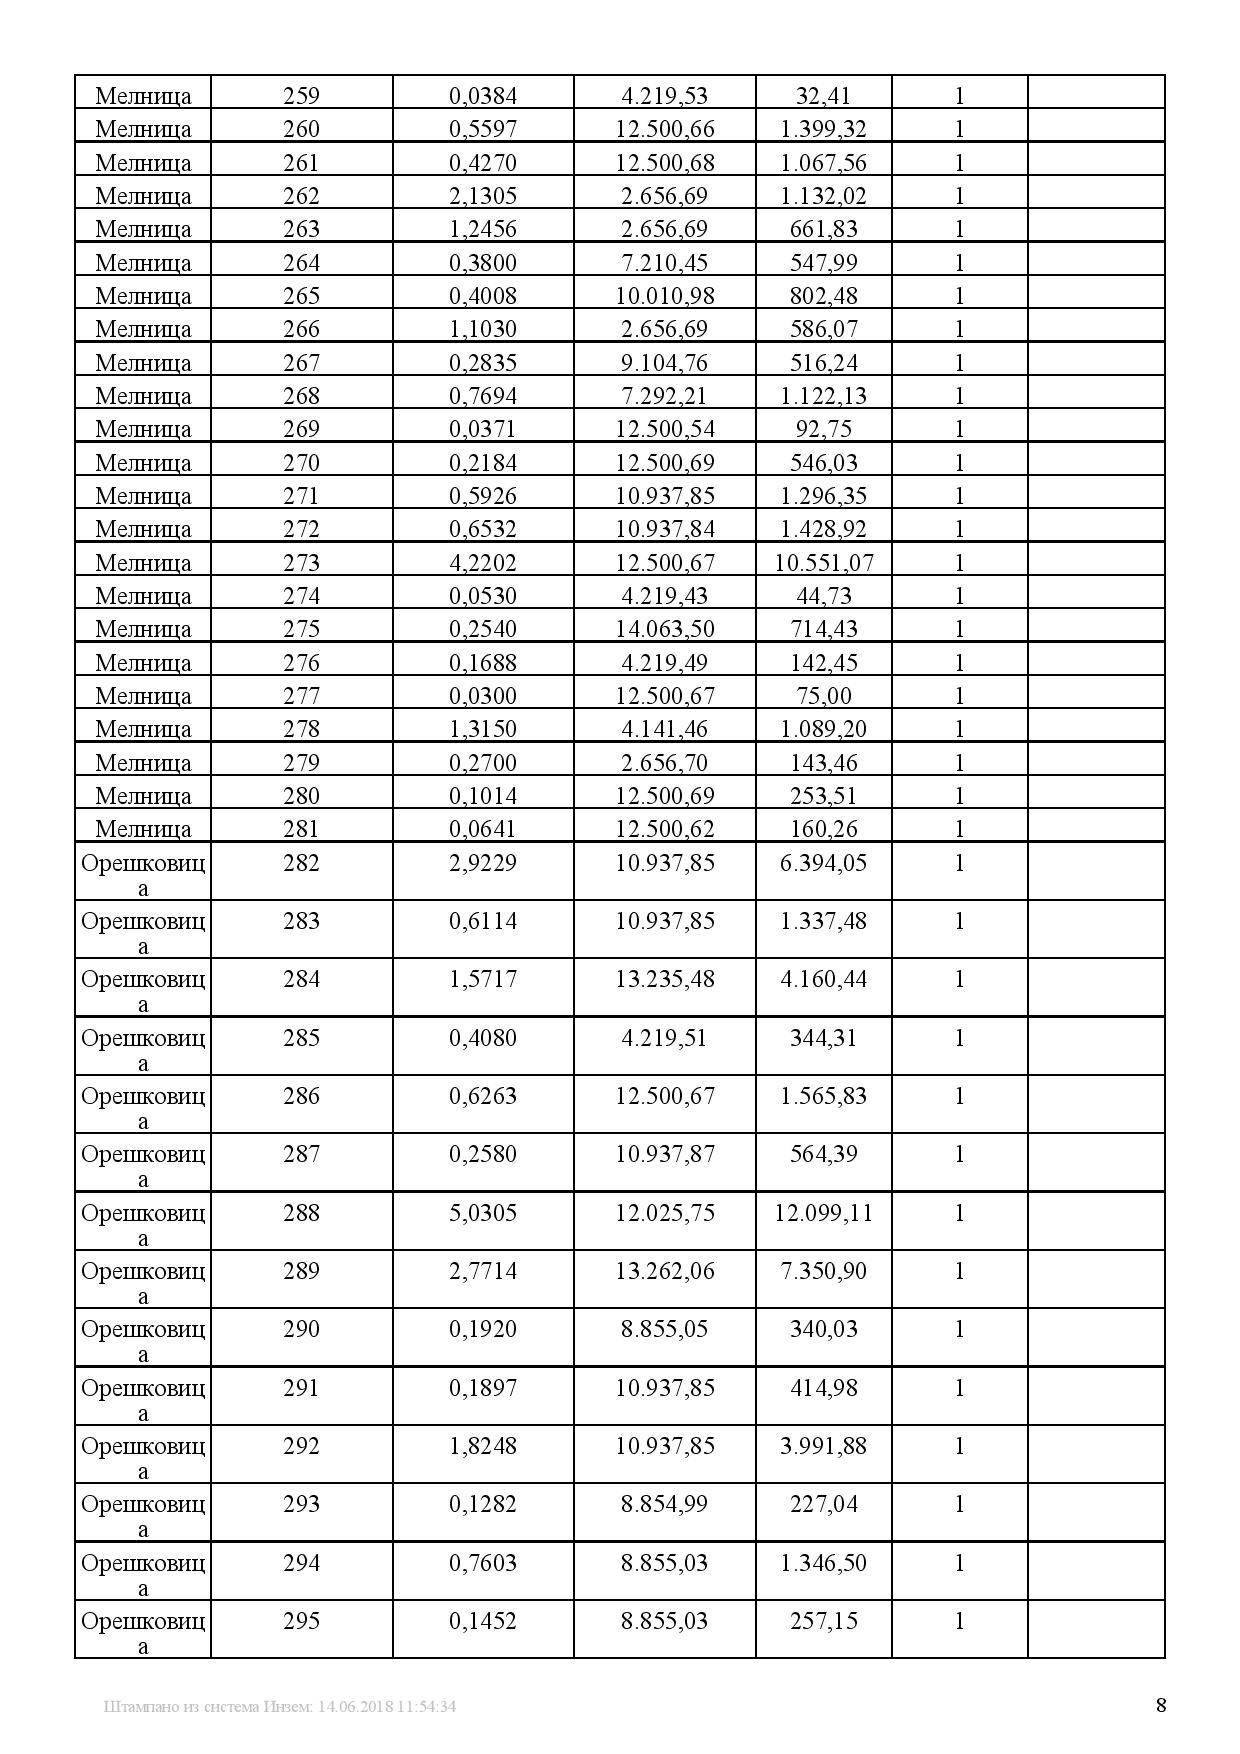 Мелница 259 0,0384 4.219,53 32,41 1
Мелница 260 0,5597 12.500,66 1.399,32 1
Мелница 261 0,4270 12.500,68 1.067,56 1
Мелница 262 2,1305 2.656,69 1.132,02 1
Мелница 263 1,2456 2.656,69 661,83 1
Мелница 264 0,3800 7.210,45 547,99 1
Мелница 265 0,4008 10.010,98 802,48 1
Мелница 266 1,1030 2.656,69 586,07 1
Мелница 267 0,2835 9.104,76 516,24 1
Мелница 268 0,7694 7.292,21 1.122,13 1
Мелница 269 0,0371 12.500,54 92,75 1
Мелница 270 0,2184 12.500,69 546,03 1
Мелница 271 0,5926 10.937,85 1.296,35 1
Мелница 272 0,6532 10.937,84 1.428,92 1
Мелница 273 4,2202 12.500,67 10.551,07 1
Мелница 274 0,0530 4.219,43 44,73 1
Мелница 275 0,2540 14.063,50 714,43 1
Мелница 276 0,1688 4.219,49 142,45 1
Мелница 277 0,0300 12.500,67 75,00 1
Мелница 278 1,3150 4.141,46 1.089,20 1
Мелница 279 0,2700 2.656,70 143,46 1
Мелница 280 0,1014 12.500,69 253,51 1
Мелница 281 0,0641 12.500,62 160,26 1
Орешковиц 282 2,9229 10.937,85 6.394,05 1
а
Орешковиц 283 0,6114 10.937,85 1.337,48 1
а
Орешковиц 284 1,5717 13.235,48 4.160,44 1
а
Орешковиц 285 0,4080 4.219,51 344,31 1
а
Орешковиц 286 0,6263 12.500,67 1.565,83 1
а
Орешковиц 287 0,2580 10.937,87 564,39 1
а
Орешковиц 288 5,0305 12.025,75 12.099,11 1
а
Орешковиц 289 2,7714 13.262,06 7.350,90 1
а
Орешковиц 290 0,1920 8.855,05 340,03 1
а
Орешковиц 291 0,1897 10.937,85 414,98 1
а
Орешковиц 292 1,8248 10.937,85 3.991,88 1
а
Орешковиц 293 0,1282 8.854,99 227,04 1
а
Орешковиц 294 0,7603 8.855,03 1.346,50 1
а
Орешковиц 295 0,1452 8.855,03 257,15 1
а
Штампано из система Инзем: 14.06.2018 11:54:34 8